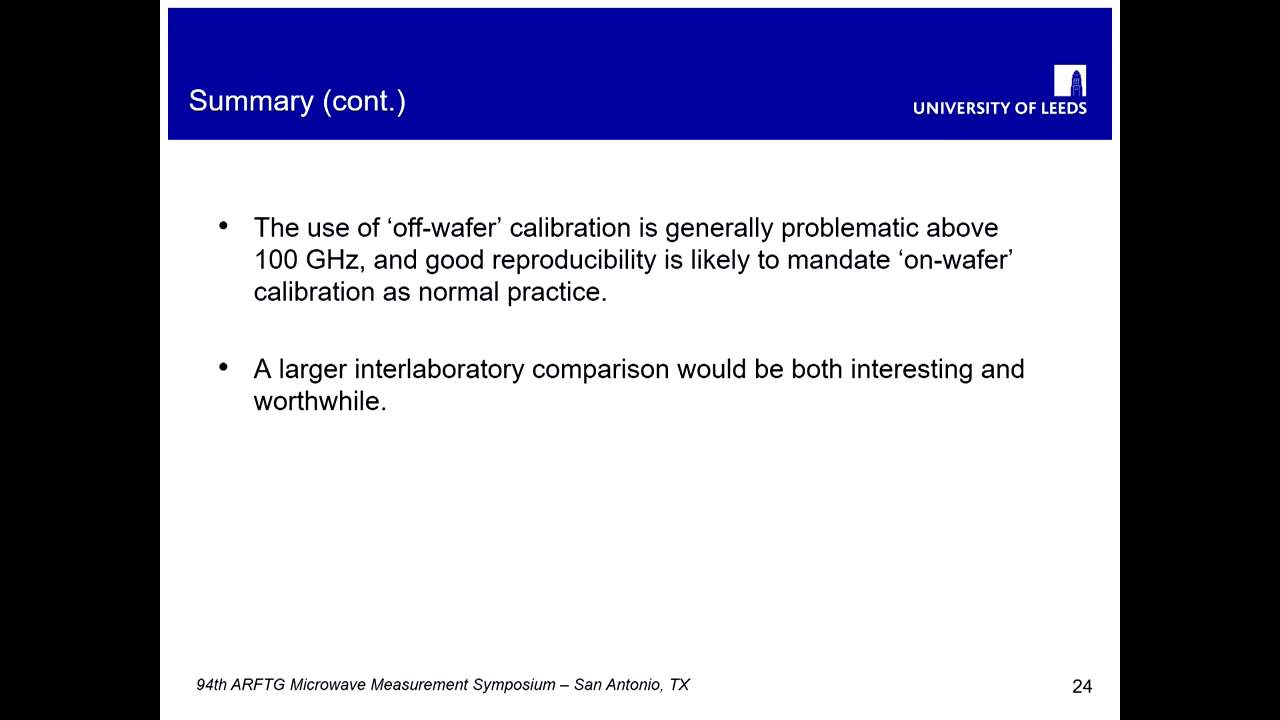 Summary (cont.)
UNIVERSITY OF LEEDS
• The use of ‘off-wafer’ calibration is generally problematic above
100 GHz, and good reproducibility is likely to mandate ‘on-wafer’
calibration as normal practice.
• A larger interlaboratory comparison would be both interesting and
worthwhile.
94th ARFTG Microwave Measurement Symposium – San Antonio, TX
24